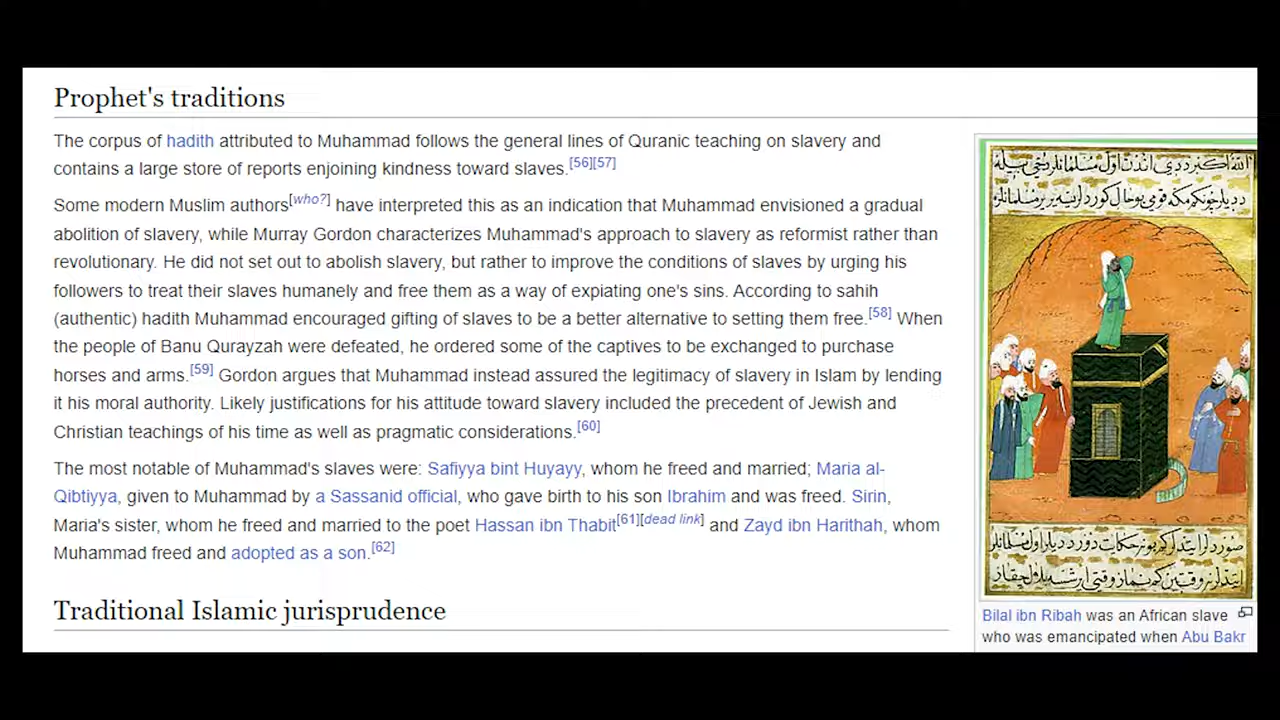 Prophet's traditions
The corpus of hadith attributed to Muhammad follows the general lines of Quranic teaching on slavery and
contains a large store of reports enjoining kindness toward slaves.[56][57]
Some modern Muslim authors[who?] have interpreted this as an indication that Muhammad envisioned a gradual
abolition of slavery, while Murray Gordon characterizes Muhammad's approach to slavery as reformist rather than
revolutionary. He did not set out to abolish slavery, but rather to improve the conditions of slaves by urging his
followers to treat their slaves humanely and free them as a way of expiating one's sins. According to sahih
(authentic) hadith Muhammad encouraged gifting of slaves to be a better alternative to setting them free.[58] When
the people of Banu Qurayzah were defeated, he ordered some of the captives to be exchanged to purchase
horses and arms.[59] Gordon argues that Muhammad instead assured the legitimacy of slavery in Islam by lending
it his moral authority. Likely justifications for his attitude toward slavery included the precedent of Jewish and
Christian teachings of his time as well as pragmatic considerations.[60]
The most notable of Muhammad's slaves were: Safiyya bint Huyayy, whom he freed and married; Maria al-
Qibtiyya, given to Muhammad by a Sassanid official, who gave birth to his son Ibrahim and was freed. Sirin,
Maria's sister, whom he freed and married to the poet Hassan ibn Thabit[61][dead link] and Zayd ibn Harithah, whom
Muhammad freed and adopted as a son.[62]
Traditional Islamic jurisprudence
الله اكبر
Bilal ibn Ribah was an African slave
who was emancipated when Abu Bakr